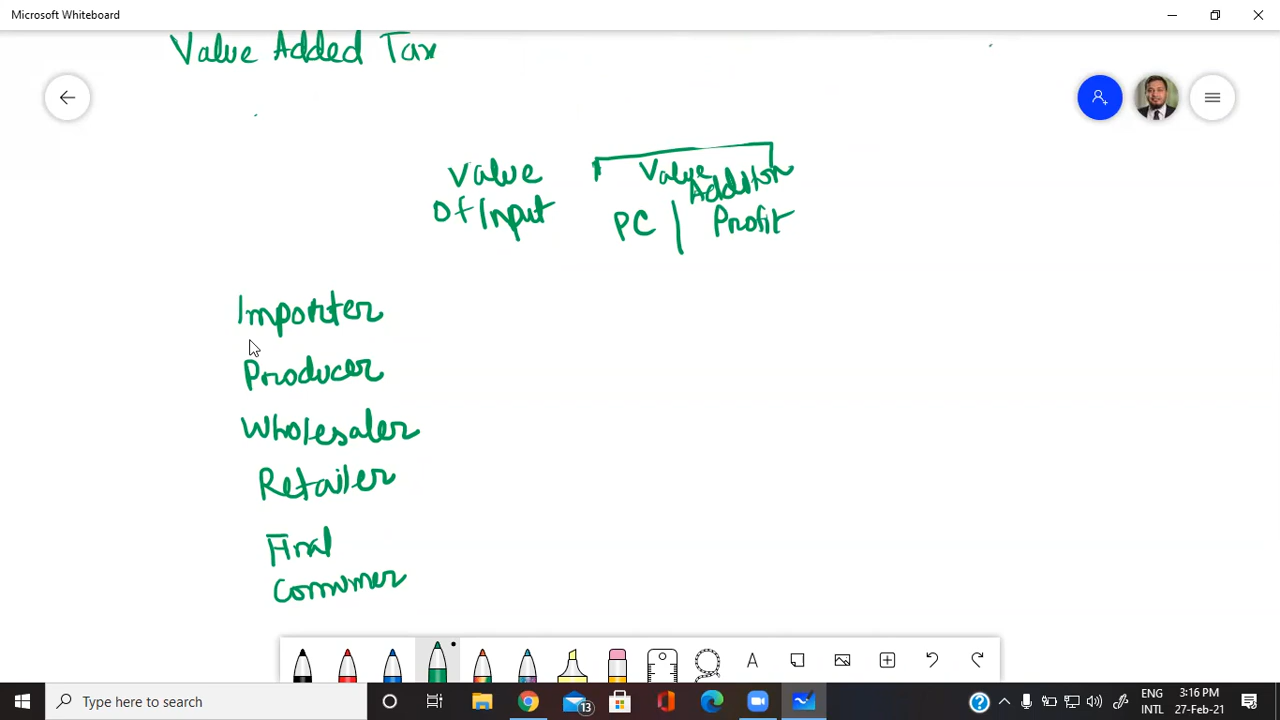 Microsoft Whiteboard
Value Added Tax
Value
Of Input
Value
Addition
PC | Profit
Importer
Producer
Wholesaler
Retailer
Final
Consumer
A
Type here to search
13
ENG
INTL
3:16 PM
27-Feb-21